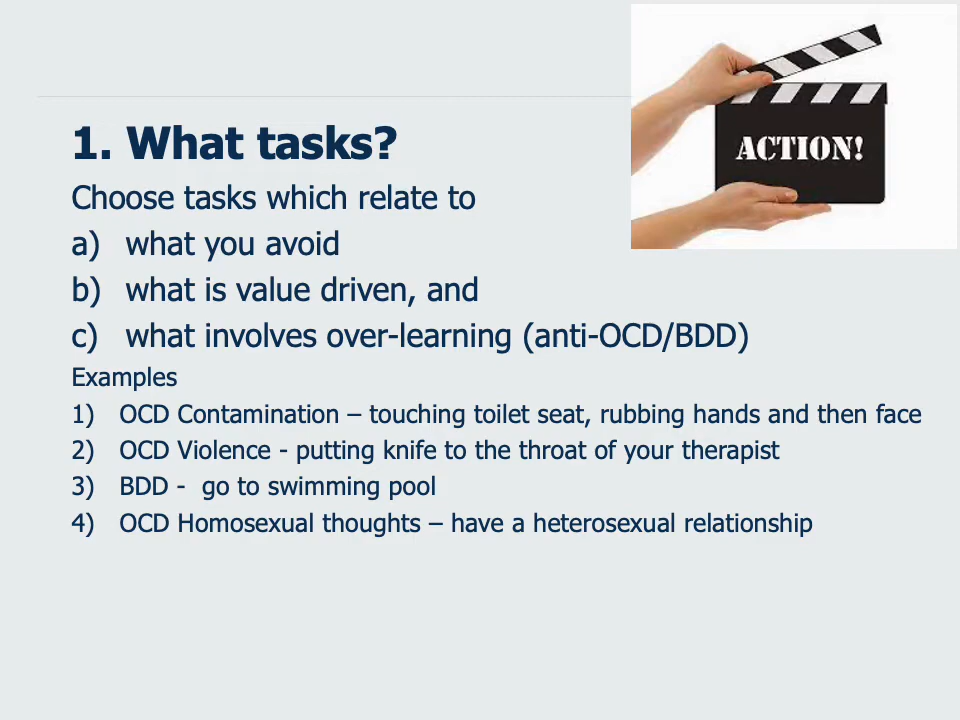 ACTION!
1. What tasks?
Choose tasks which relate to
a) what you avoid
b) what is value driven, and
c) what involves over-learning (anti-OCD/BDD)
Examples
1) OCD Contamination – touching toilet seat, rubbing hands and then face
2) OCD Violence - putting knife to the throat of your therapist
3) BDD - go to swimming pool
4) OCD Homosexual thoughts – have a heterosexual relationship